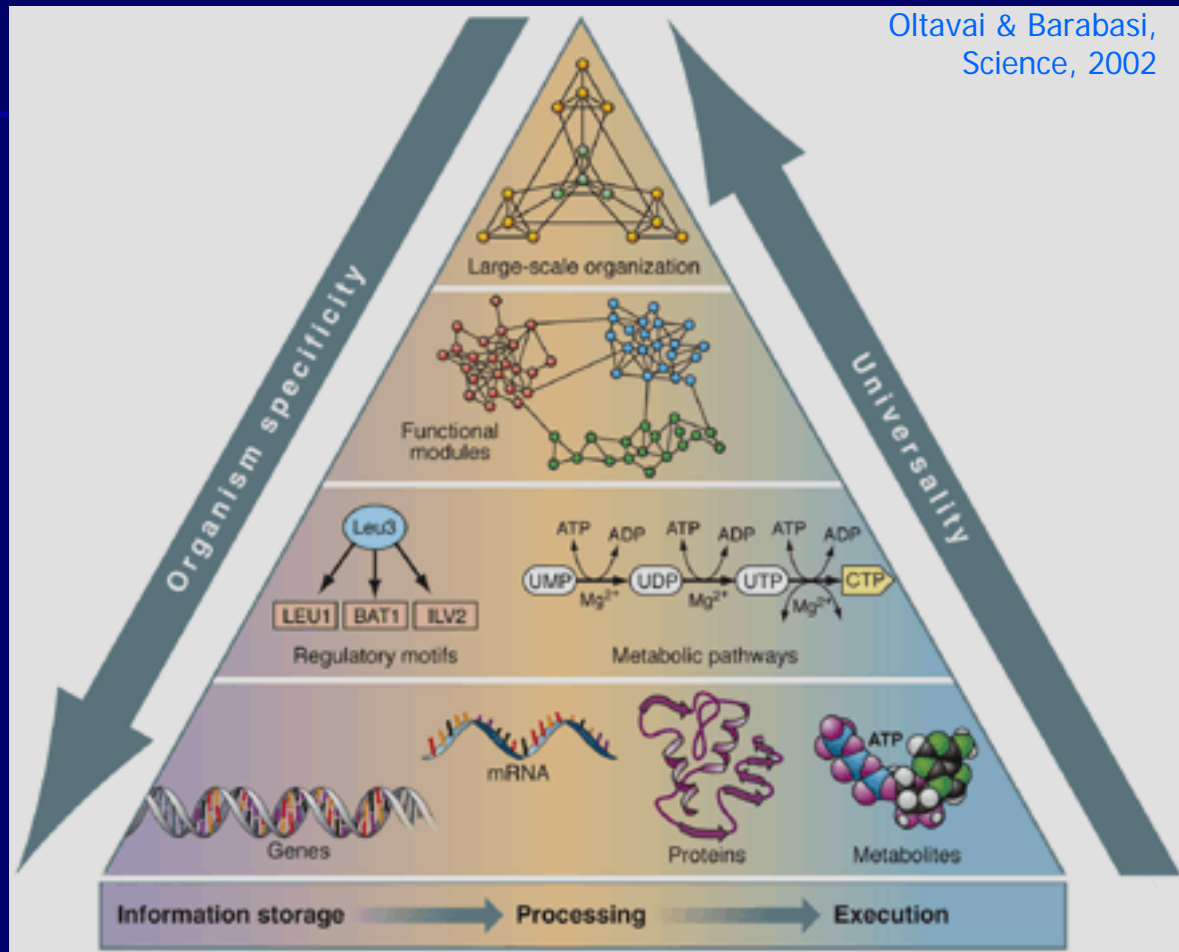 Oltavai & Barabasi,
Science, 2002
Organism specificity
Universality
Large-scale organization
Functional
modules
Leu3
LEU1 BAT1 ILV2
Regulatory motifs
ATP ADP ATP ADP ATP ADP
UMP UDP UTP CTP
Mg²⁺ Mg²⁺ Mg²⁺
Metabolic pathways
mRNA
ATP
Genes
Proteins
Metabolites
Information storage Processing Execution